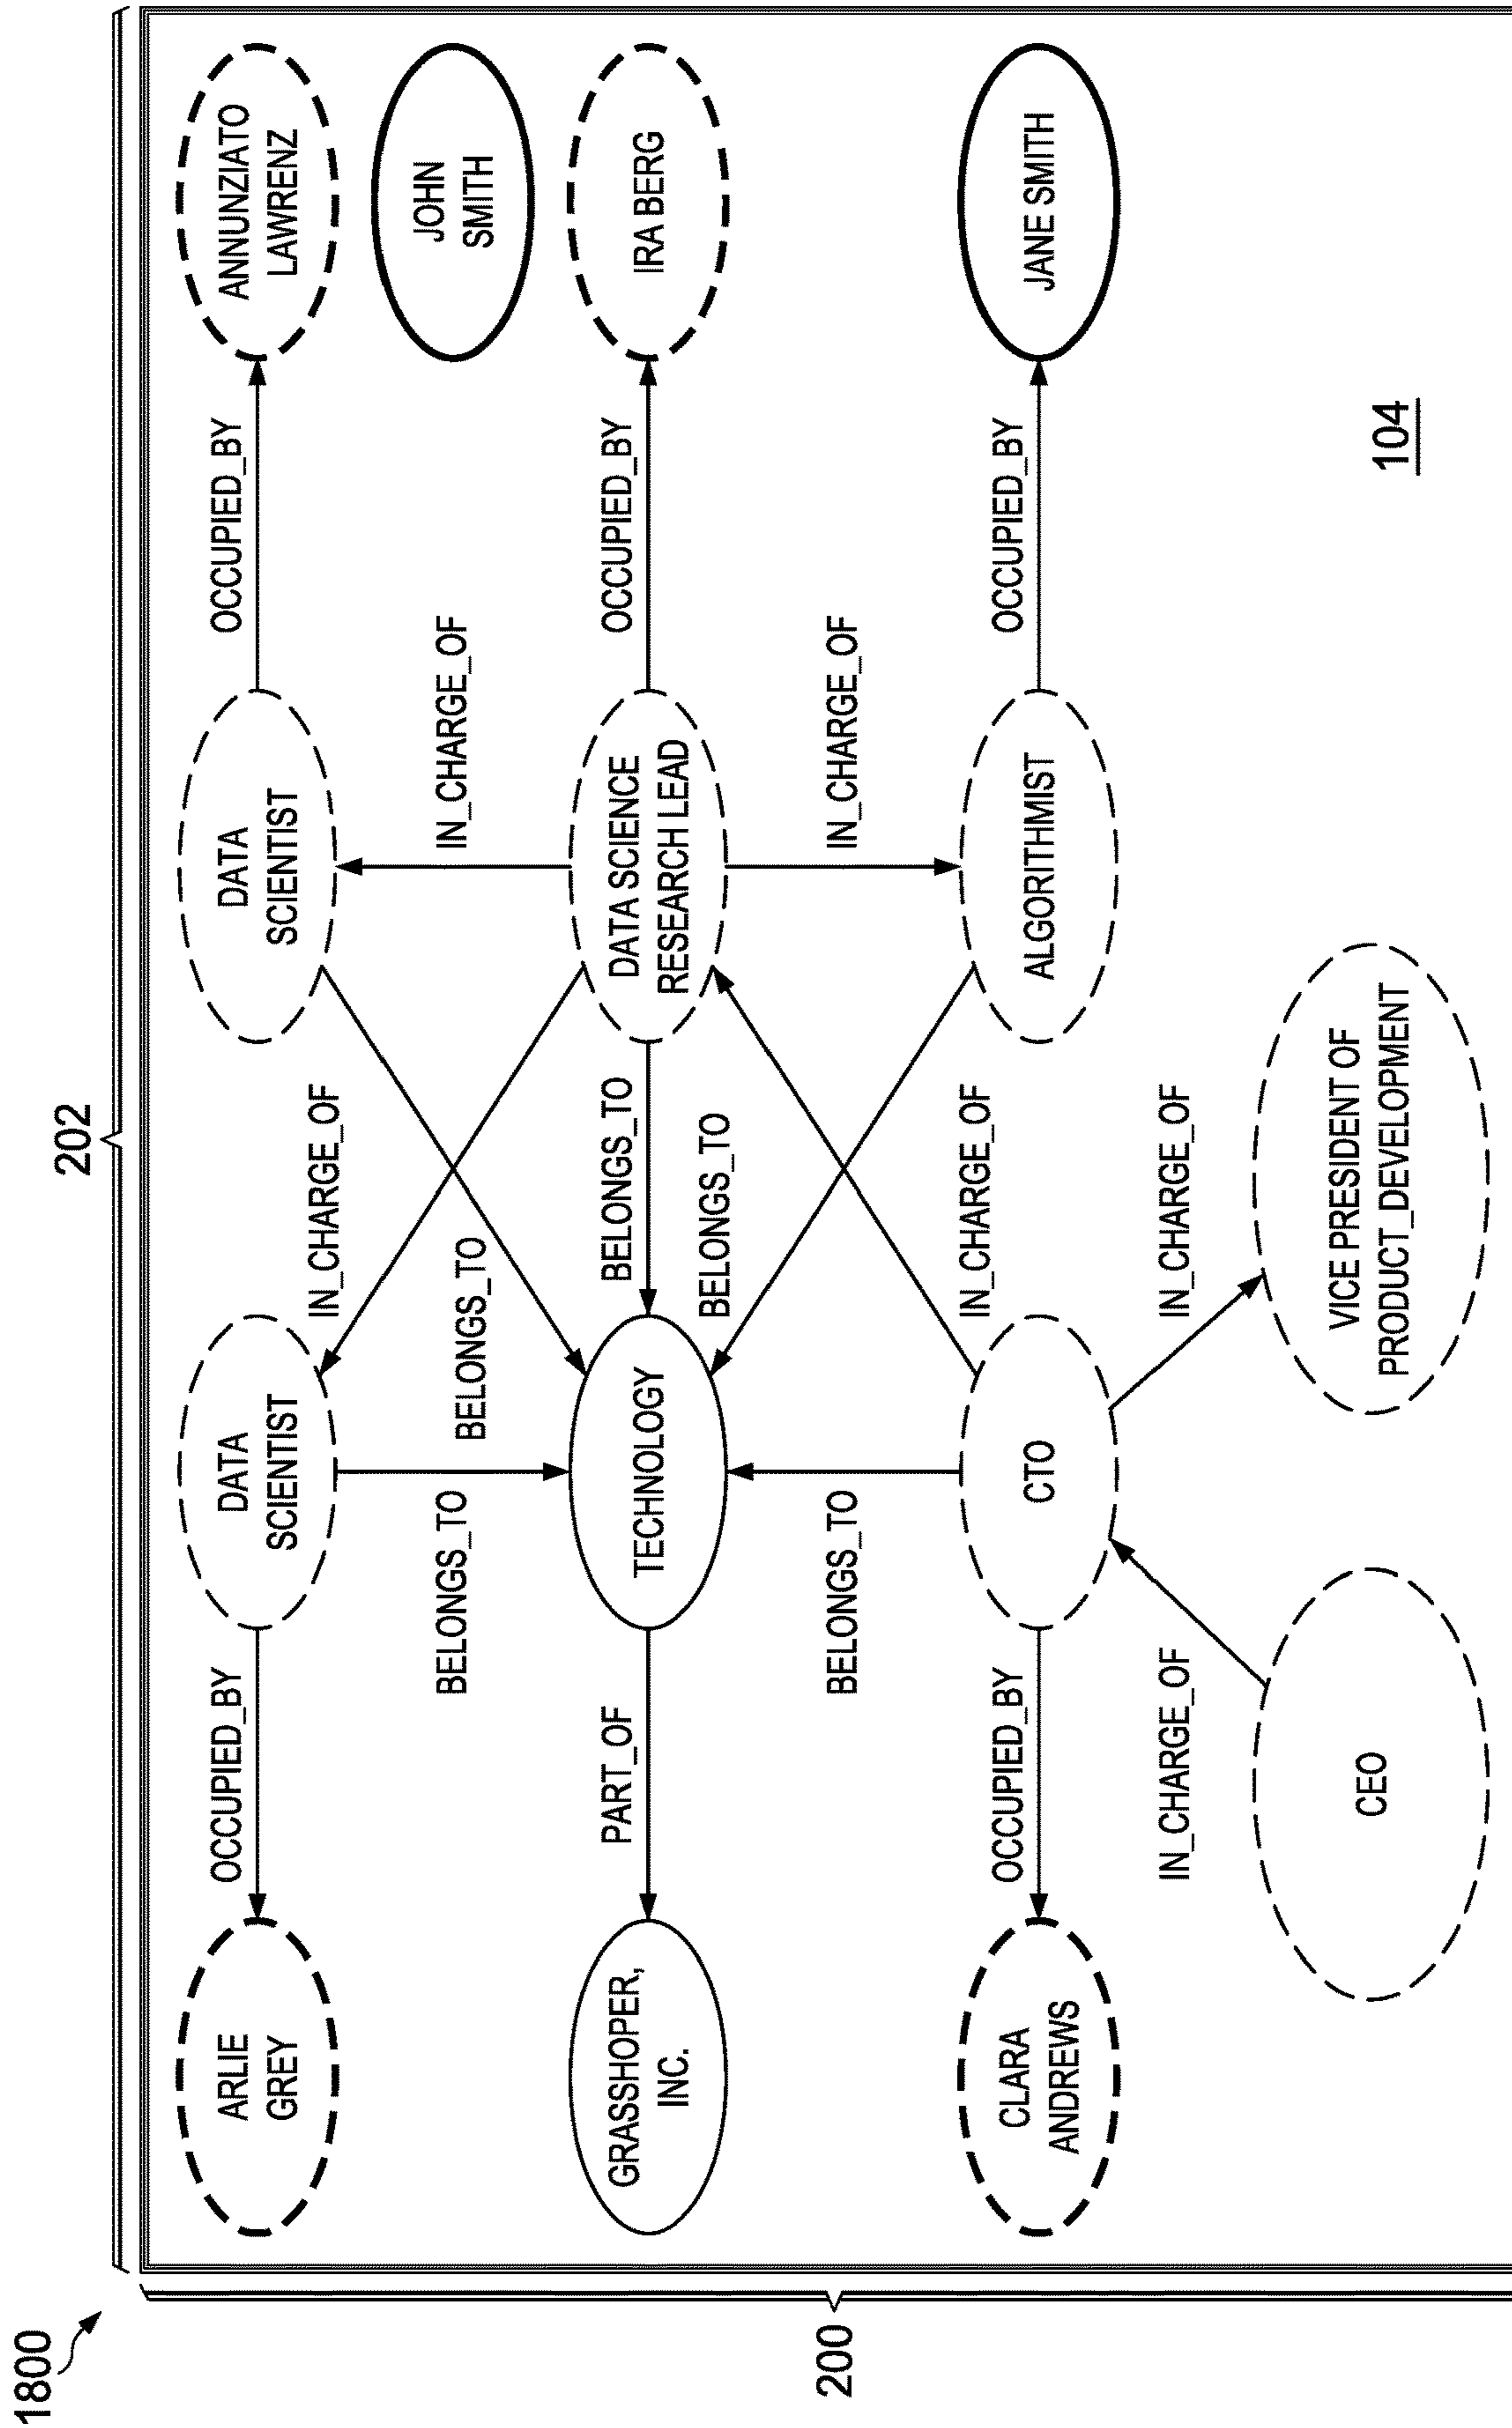 1800
202
200
ARLIE
GREY
OCCUPIED_BY
DATA
SCIENTIST
IN_CHARGE_OF
DATA
SCIENTIST
OCCUPIED_BY
ANNUNZIATO
LAWRENZ
BELONGS_TO
BELONGS_TO
IN_CHARGE_OF
JOHN
SMITH
GRASSHOPER,
INC.
PART_OF
TECHNOLOGY
BELONGS_TO
DATA SCIENCE
RESEARCH LEAD
OCCUPIED_BY
IRA BERG
BELONGS_TO
BELONGS_TO
IN_CHARGE_OF
CLARA
ANDREWS
OCCUPIED_BY
CTO
IN_CHARGE_OF
ALGORITHMIST
OCCUPIED_BY
JANE SMITH
IN_CHARGE_OF
IN_CHARGE_OF
CEO
VICE PRESIDENT OF
PRODUCT_DEVELOPMENT
104